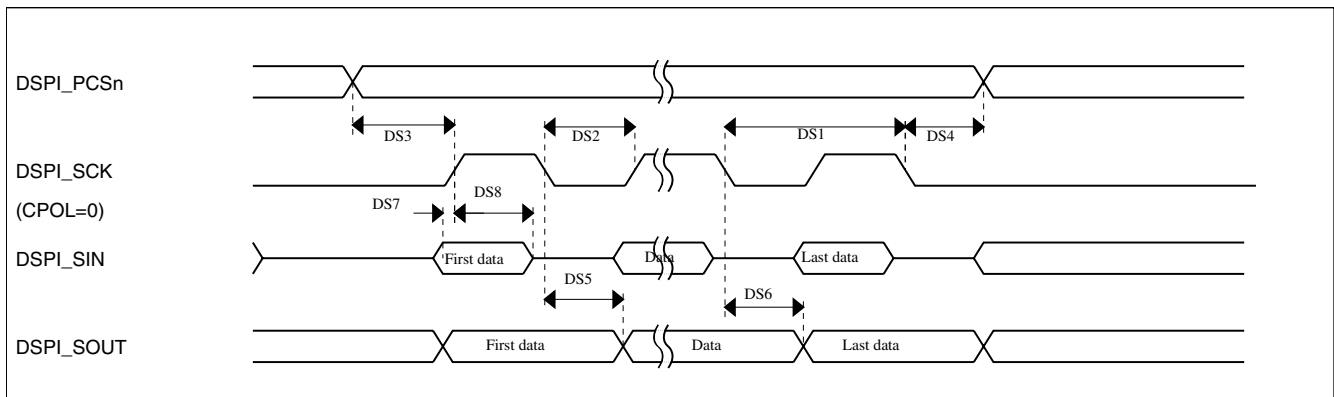 DSPI_PCSn
DS3
DS2
DS1
DS4
DSPI_SCK
(CPOL=0)
DS7
DS8
DSPI_SIN
First data
Data
Last data
DS5
DS6
DSPI_SOUT
First data
Data
Last data